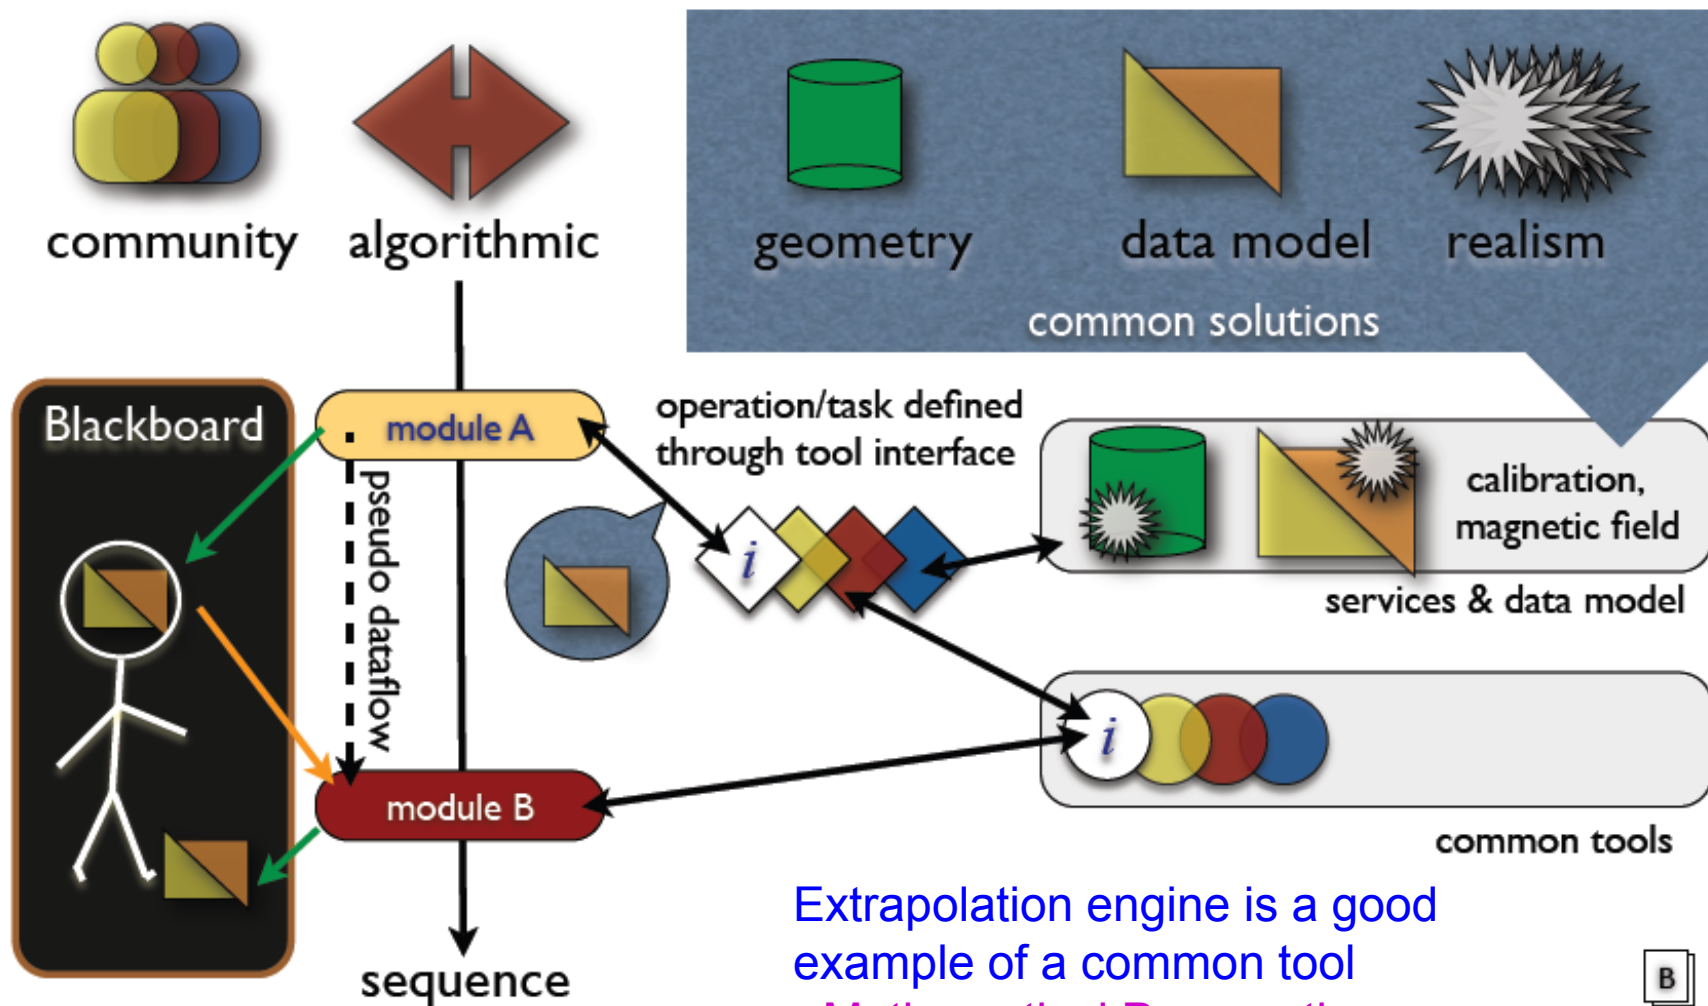 community
algorithmic
geometry
data model
realism
common solutions
Blackboard
module A
operation/task defined
through tool interface
calibration,
magnetic field
services & data model
pseudo dataflow
i
i
module B
common tools
Extrapolation engine is a good
example of a common tool
B
sequence